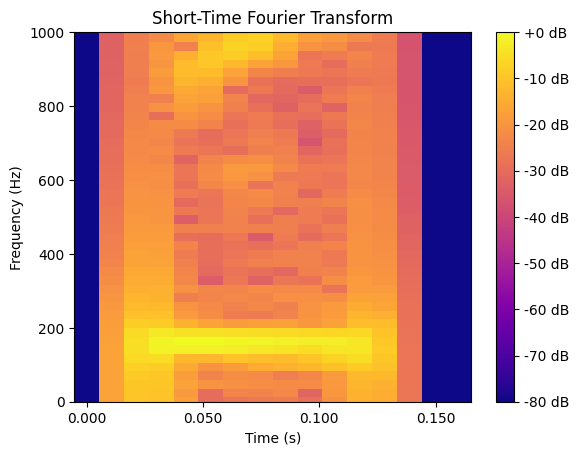 Short-Time Fourier Transform
1000
800
600
400
200
0
Frequency (Hz)
0.000
0.050
0.100
0.150
Time (s)
+0 dB
-10 dB
-20 dB
-30 dB
-40 dB
-50 dB
-60 dB
-70 dB
-80 dB